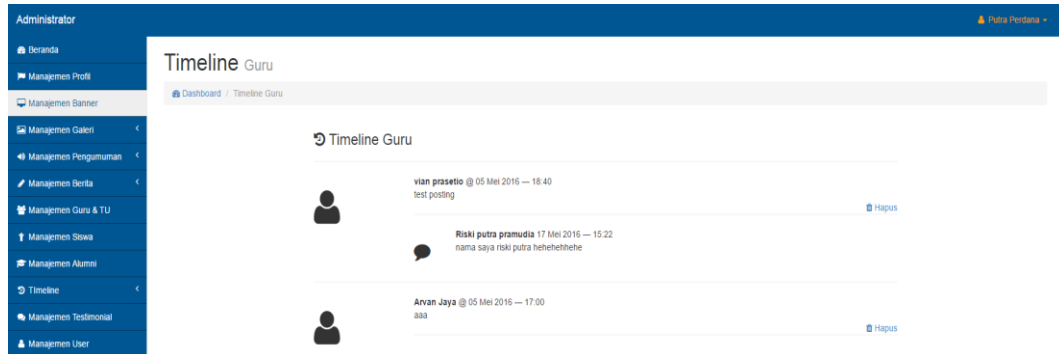 Administrator
Putra Perdana
Beranda
Manajemen Profil
Manajemen Banner
Manajemen Galeri
Manajemen Pengumuman
Manajemen Berita
Manajemen Guru & TU
Manajemen Siswa
Manajemen Alumni
Timeline
Manajemen Testimonial
Manajemen User
Timeline Guru
Dashboard / Timeline Guru
Timeline Guru
vian prasetio @ 05 Mei 2016 — 18:40
test posting
Hapus
Riski putra pramudia 17 Mei 2016 — 15:22
nama saya riski putra hehehehhehe
Arvan Jaya @ 05 Mei 2016 — 17:00
aaa
Hapus